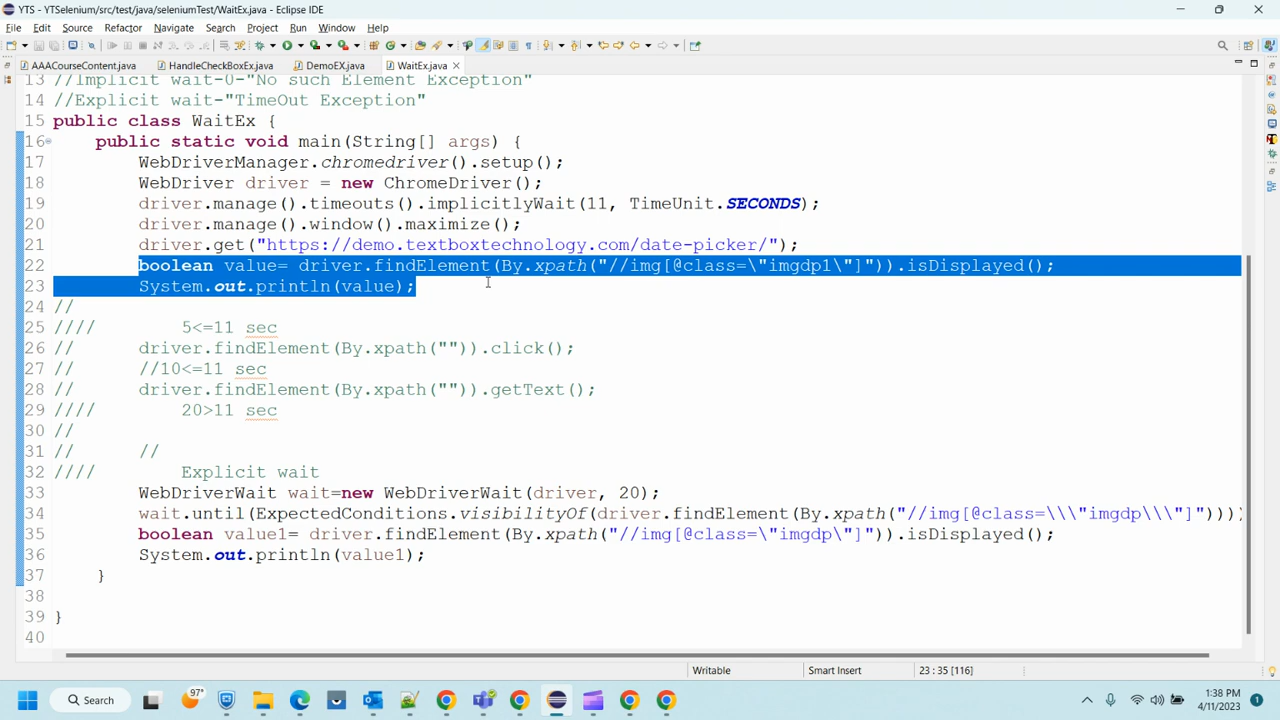 YTS - YTSelenium/src/test/java/seleniumTest/WaitEx.java - Eclipse IDE
File Edit Source Refactor Navigate Search Project Run Window Help
AAACourseContent.java HandleCheckBoxEx.java DemoEX.java WaitEx.java
13 //Implicit wait-0-"No such Element Exception"
14 //Explicit wait-"TimeOut Exception"
15 public class WaitEx {
16 public static void main(String[] args) {
17 WebDriverManager.chromedriver().setup();
18 WebDriver driver = new ChromeDriver();
19 driver.manage().timeouts().implicitlyWait(11, TimeUnit.SECONDS);
20 driver.manage().window().maximize();
21 driver.get("https://demo.textboxtechnology.com/date-picker/");
22 boolean value= driver.findElement(By.xpath("//img[@class=\"imgdp1\"]")).isDisplayed();
23 System.out.println(value);
24 //
25 //// 5<=11 sec
26 // driver.findElement(By.xpath("")).click();
27 // //10<=11 sec
28 // driver.findElement(By.xpath("")).getText();
29 //// 20>11 sec
30 //
31 // //
32 //// Explicit wait
33 WebDriverWait wait=new WebDriverWait(driver, 20);
34 wait.until(ExpectedConditions.visibilityOf(driver.findElement(By.xpath("//img[@class=\\\"imgdp\\\"]"))))
35 boolean value1= driver.findElement(By.xpath("//img[@class=\"imgdp\"]")).isDisplayed();
36 System.out.println(value1);
37 }
38
39 }
40
Writable Smart Insert 23 : 35 [116]
97° Search 1:38 PM
4/11/2023 1